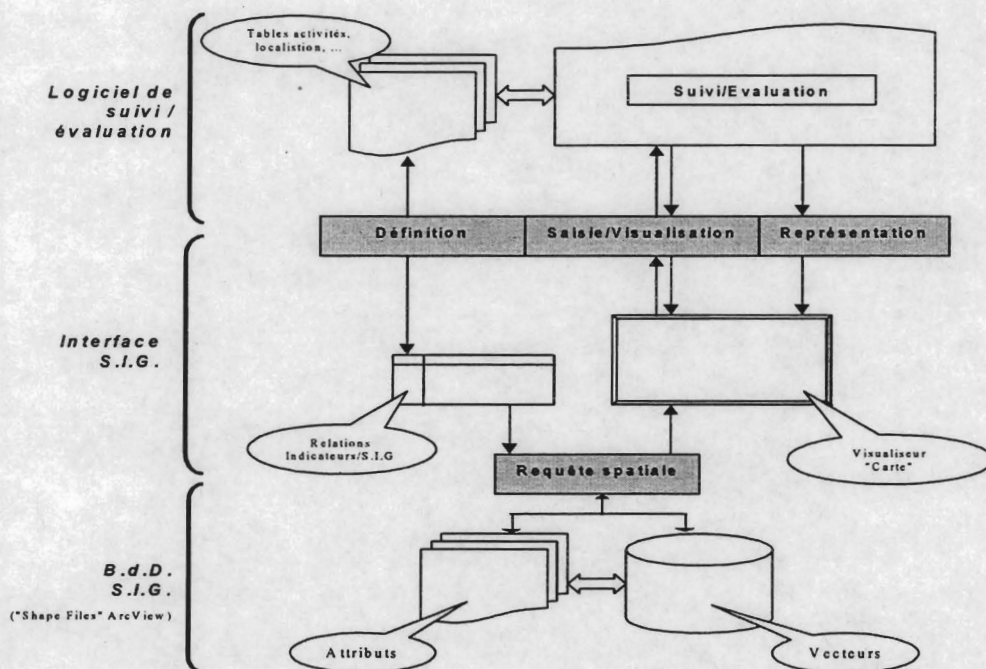 Tables activités,
localistion, ...
Logiciel de
suivi /
évaluation
Suivi/Evaluation
Définition
Saisie/Visualisation
Représentation
Interface
S.I.G.
Relations
Indicateurs/S.I.G
Visualiseur
"Carte"
Requête spatiale
B.d.D.
S.I.G.
("Shape Files" ArcView)
Attributs
Vecteurs